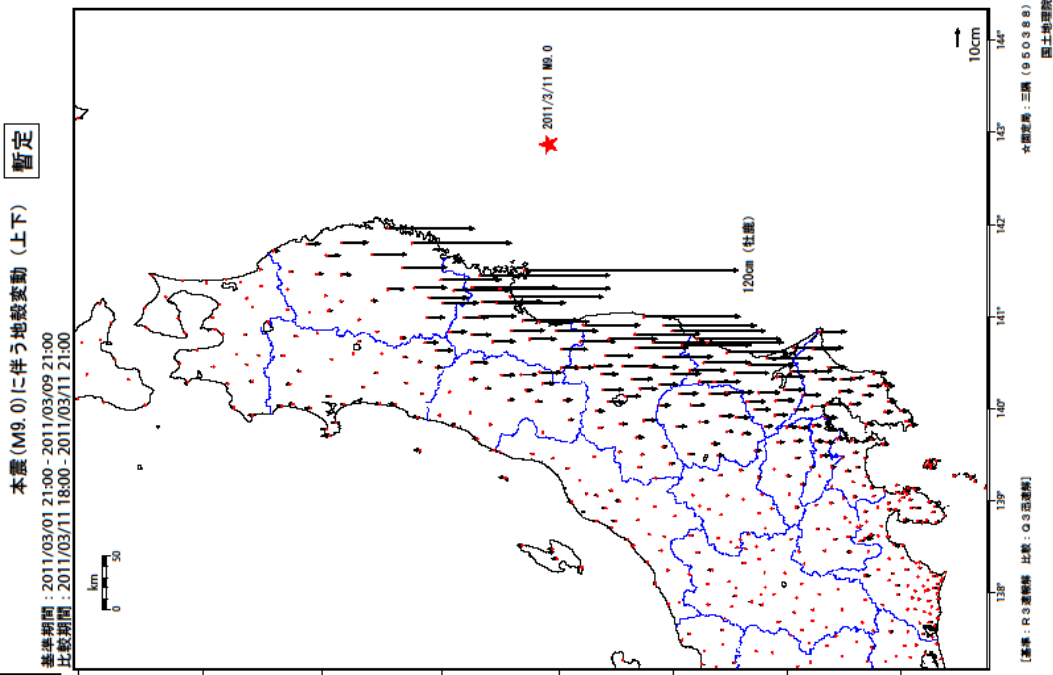 本震(M9.0)に伴う地殻変動（上下） 暫定
基準期間：2011/03/01 21:00 - 2011/03/09 21:00
比較期間：2011/03/11 18:00 - 2011/03/11 21:00
km
0 50
2011/3/11 M9.0
120cm（牡鹿）
10cm
138° 139° 140° 141° 142° 143° 144°
[基準：R3速報解 比較：Q3迅速解]
☆固定局：三隅（950388）
国土地理院